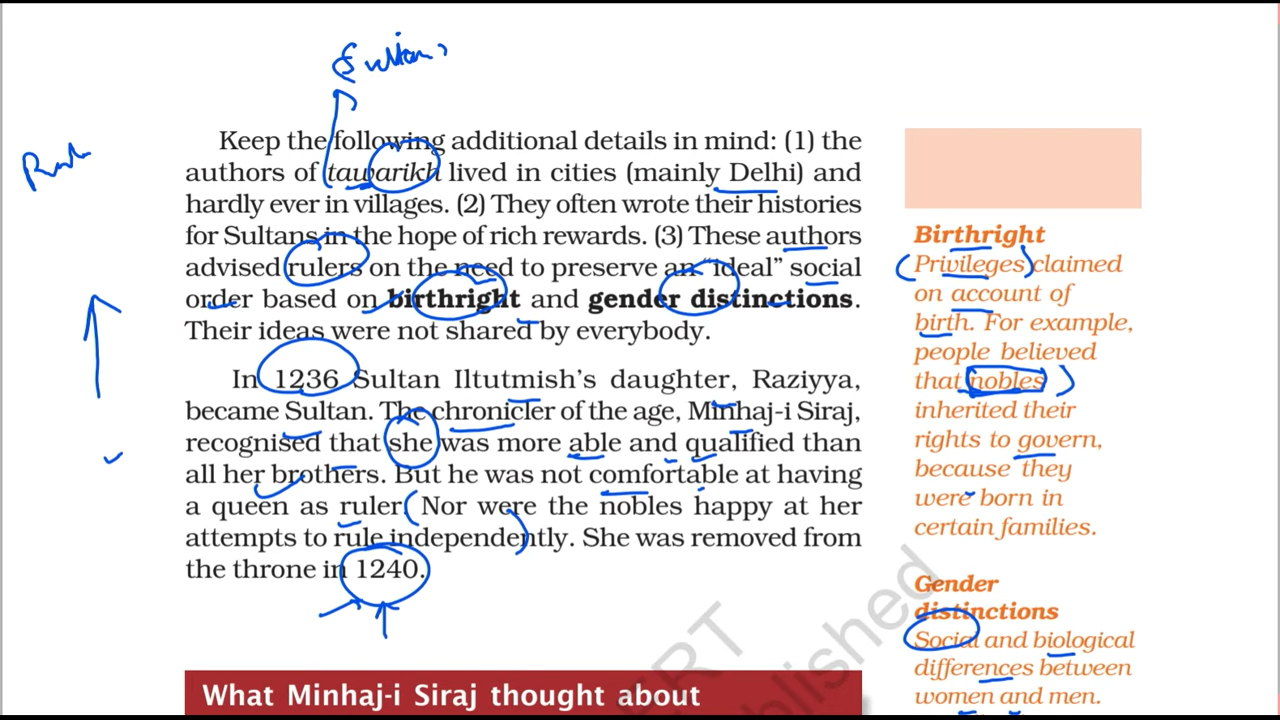 Sultan
Keep the following additional details in mind: (1) the
authors of tawarikh lived in cities (mainly Delhi) and
hardly ever in villages. (2) They often wrote their histories
for Sultans in the hope of rich rewards. (3) These authors
advised rulers on the need to preserve an “ideal” social
order based on birthright and gender distinctions.
Their ideas were not shared by everybody.
In 1236 Sultan Iltutmish’s daughter, Raziyya,
became Sultan. The chronicler of the age, Minhaj-i Siraj,
recognised that she was more able and qualified than
all her brothers. But he was not comfortable at having
a queen as ruler. Nor were the nobles happy at her
attempts to rule independently. She was removed from
the throne in 1240.
What Minhaj-i Siraj thought about
Birthright
Privileges claimed
on account of
birth. For example,
people believed
that nobles
inherited their
rights to govern,
because they
were born in
certain families.
Gender
distinctions
Social and biological
differences between
women and men.